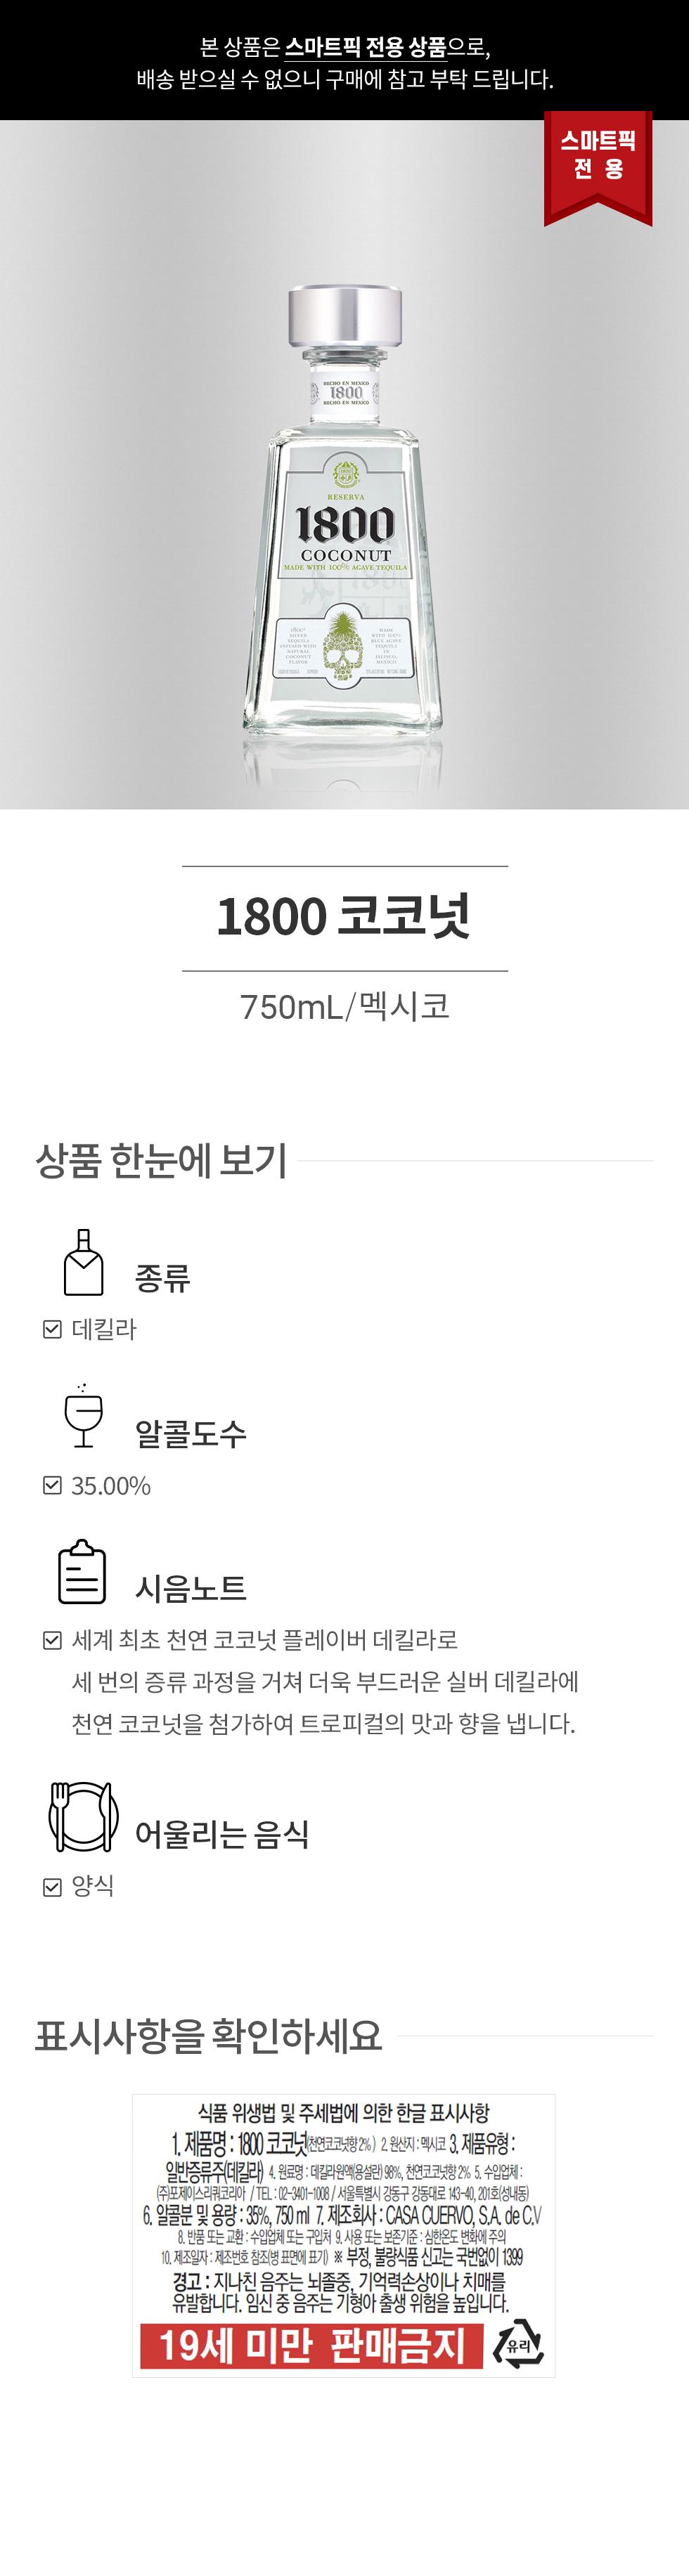 본 상품은 스마트픽 전용 상품으로,
배송 받으실 수 없으니 구매에 참고 부탁 드립니다.
스마트픽
전 용
HECHO EN MEXICO
1800
HECHO EN MEXICO
RESERVA
1800
COCONUT
MADE WITH 100% AGAVE TEQUILA
1800®
SILVER
TEQUILA
INFUSED WITH
NATURAL
COCONUT
FLAVOR
MADE
WITH 100%
BLUE AGAVE
TEQUILA
IN
JALISCO,
MEXICO
1800 코코넛
750mL/멕시코
상품 한눈에 보기
종류
데킬라
알콜도수
35.00%
시음노트
세계 최초 천연 코코넛 플레이버 데킬라로
세 번의 증류 과정을 거쳐 더욱 부드러운 실버 데킬라에
천연 코코넛을 첨가하여 트로피컬의 맛과 향을 냅니다.
어울리는 음식
양식
표시사항을 확인하세요
식품 위생법 및 주세법에 의한 한글 표시사항
1. 제품명 : 1800 코코넛(천연코코넛향2%) 2. 원산지 : 멕시코 3. 제품유형 :
일반증류주(데킬라) 4. 원료명 : 데킬라원액(용설란) 98%, 천연코코넛향 2% 5. 수입업체 :
(주)포제이스리쿼코리아 / TEL : 02-3401-1008 / 서울특별시 강동구 강동대로 143-40, 201호(성내동)
6. 알콜분 및 용량 : 35%, 750 ml 7. 제조회사 : CASA CUERVO, S.A. de C.V
8. 반품 또는 교환 : 수입업체 또는 구입처 9. 사용 또는 보존기준 : 심한온도 변화에 주의
10. 제조일자 : 제조번호 참조(병 표면에 표기) ※ 부정, 불량식품 신고는 국번없이 1399
경고 : 지나친 음주는 뇌졸중, 기억력손상이나 치매를
유발합니다. 임신 중 음주는 기형아 출생 위험을 높입니다.
19세 미만 판매금지
유리